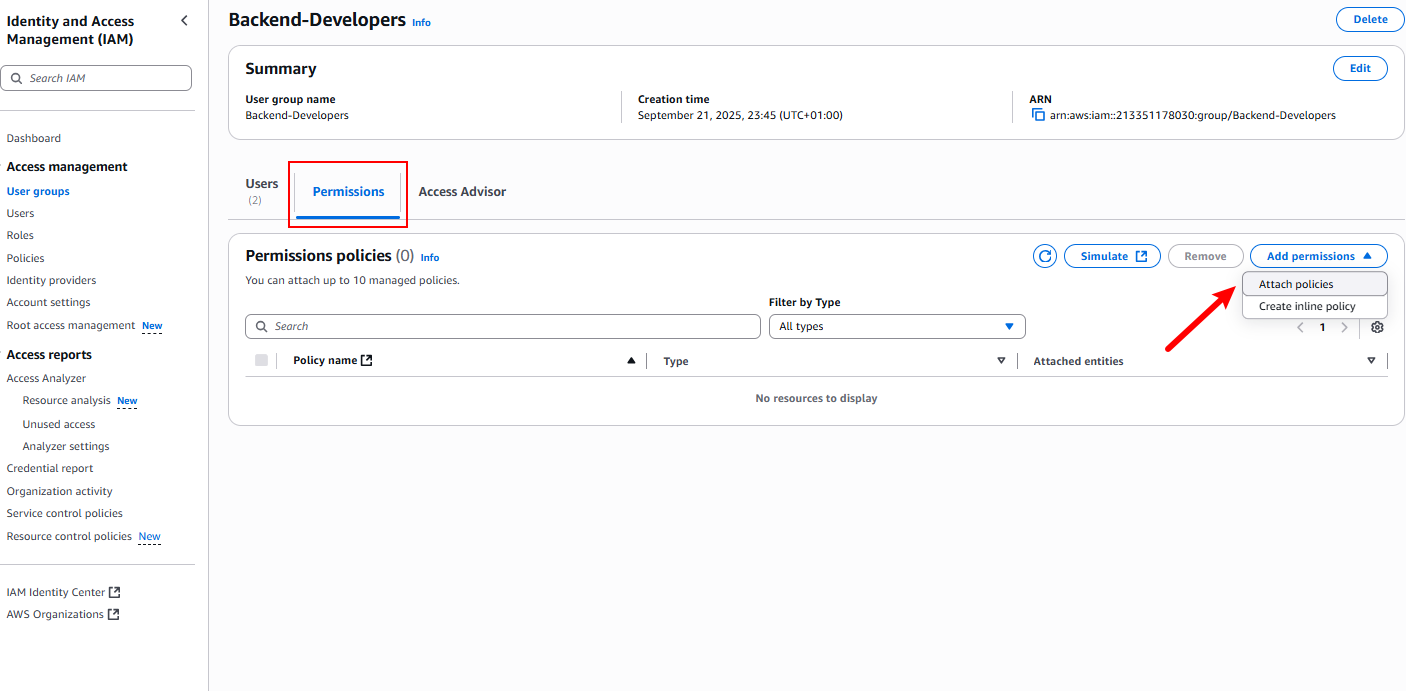 Identity and Access
Management (IAM)
Search IAM
Dashboard
Access management
User groups
Users
Roles
Policies
Identity providers
Account settings
Root access management New
Access reports
Access Analyzer
Resource analysis New
Unused access
Analyzer settings
Credential report
Organization activity
Service control policies
Resource control policies New
IAM Identity Center
AWS Organizations
Backend-Developers Info
Delete
Summary
Edit
User group name
Backend-Developers
Creation time
September 21, 2025, 23:45 (UTC+01:00)
ARN
arn:aws:iam::213351178030:group/Backend-Developers
Users
(2)
Permissions
Access Advisor
Permissions policies (0) Info
You can attach up to 10 managed policies.
Simulate
Remove
Add permissions
Attach policies
Create inline policy
Filter by Type
Search
All types
1
Policy name
Type
Attached entities
No resources to display